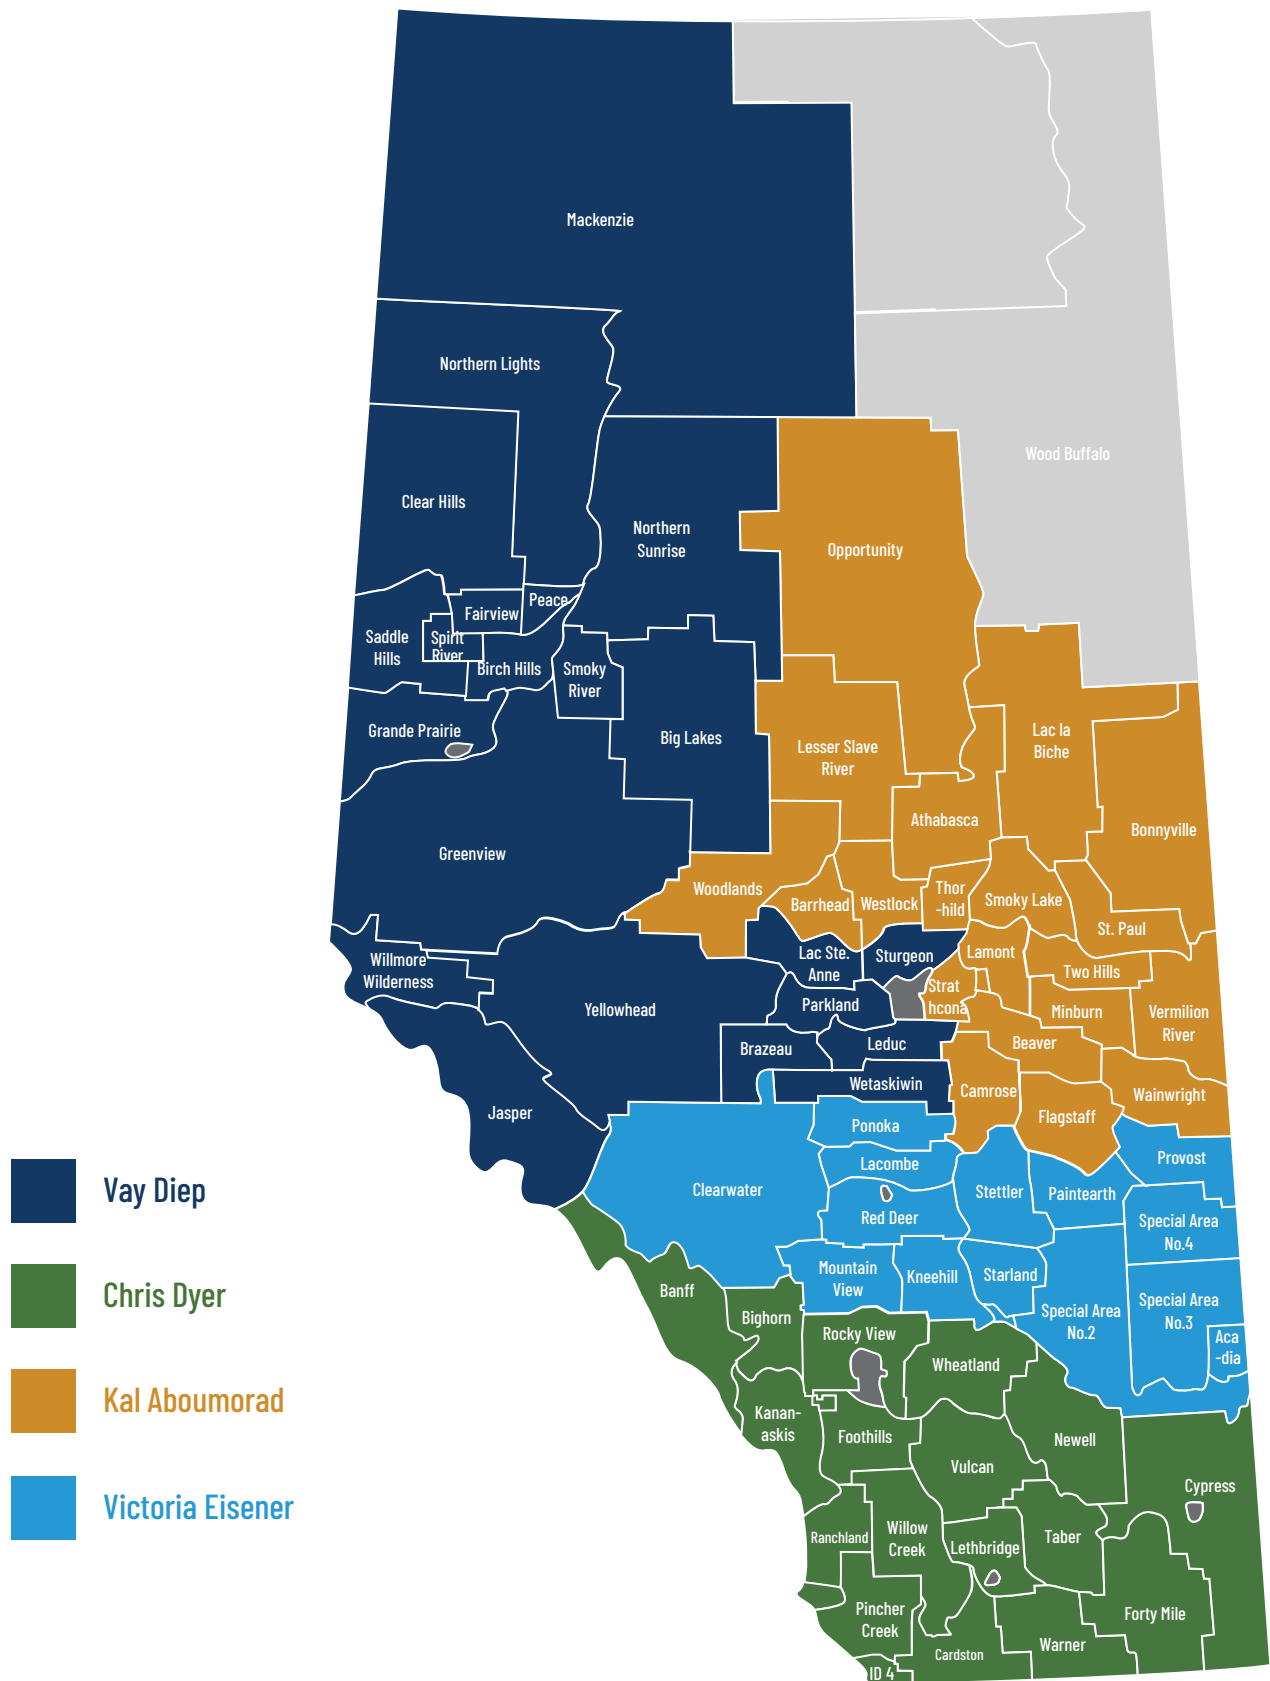 Mackenzie
Northern Lights
Wood Buffalo
Clear Hills
Northern
Sunrise
Opportunity
Peace
Fairview
Saddle
Hills
Spirit
River
Birch Hills
Smoky
River
Grande Prairie
Big Lakes
Lesser Slave
River
Lac la
Biche
Athabasca
Bonnyville
Greenview
Woodlands
Barrhead
Westlock
Thor
-hild
Smoky Lake
St. Paul
Willmore
Wilderness
Lac Ste.
Anne
Sturgeon
Lamont
Two Hills
Yellowhead
Parkland
Strat
hcona
Minburn
Vermilion
River
Brazeau
Leduc
Beaver
Wetaskiwin
Camrose
Wainwright
Jasper
Ponoka
Flagstaff
Provost
Lacombe
Clearwater
Stettler
Paintearth
Red Deer
Special Area
No.4
Mountain
View
Kneehill
Starland
Banff
Special Area
No.2
Special Area
No.3
Bighorn
Rocky View
Aca
-dia
Wheatland
Kanan-
askis
Foothills
Newell
Vulcan
Cypress
Ranchland
Willow
Creek
Lethbridge
Taber
Pincher
Creek
Forty Mile
Cardston
Warner
ID 4
Vay Diep
Chris Dyer
Kal Aboumorad
Victoria Eisener